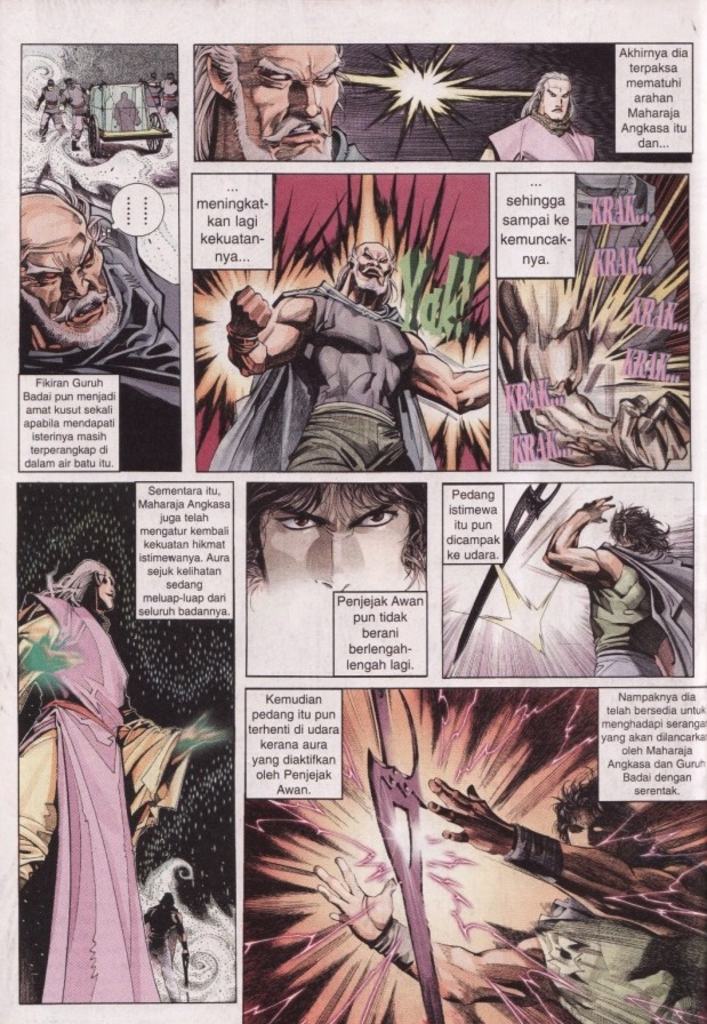 Fikiran Guruh
Badai pun menjadi
amat kusut sekali
apabila mendapati
isterinya masih
terperangkap di
dalam air batu itu.
Akhirnya dia
terpaksa
mematuhi
arahan
Maharaja
Angkasa itu
dan...
...
meningkat-
kan lagi
kekuatan-
nya...
Yak!!
...
sehingga
sampai ke
kemuncak-
nya.
KRAK...
KRAK...
KRAK...
KRAK...
KRAK...
KRAK...
Sementara itu,
Maharaja Angkasa
juga telah
mengatur kembali
kekuatan hikmat
istimewanya. Aura
sejuk kelihatan
sedang
meluap-luap dari
seluruh badannya.
Penjejak Awan
pun tidak
berani
berlengah-
lengah lagi.
Pedang
istimewa
itu pun
dicampak
ke udara.
Kemudian
pedang itu pun
terhenti di udara
kerana aura
yang diaktifkan
oleh Penjejak
Awan.
Nampaknya dia
telah bersedia untuk
menghadapi seranga
yang akan dilancarka
oleh Maharaja
Angkasa dan Guruh
Badai dengan
serentak.